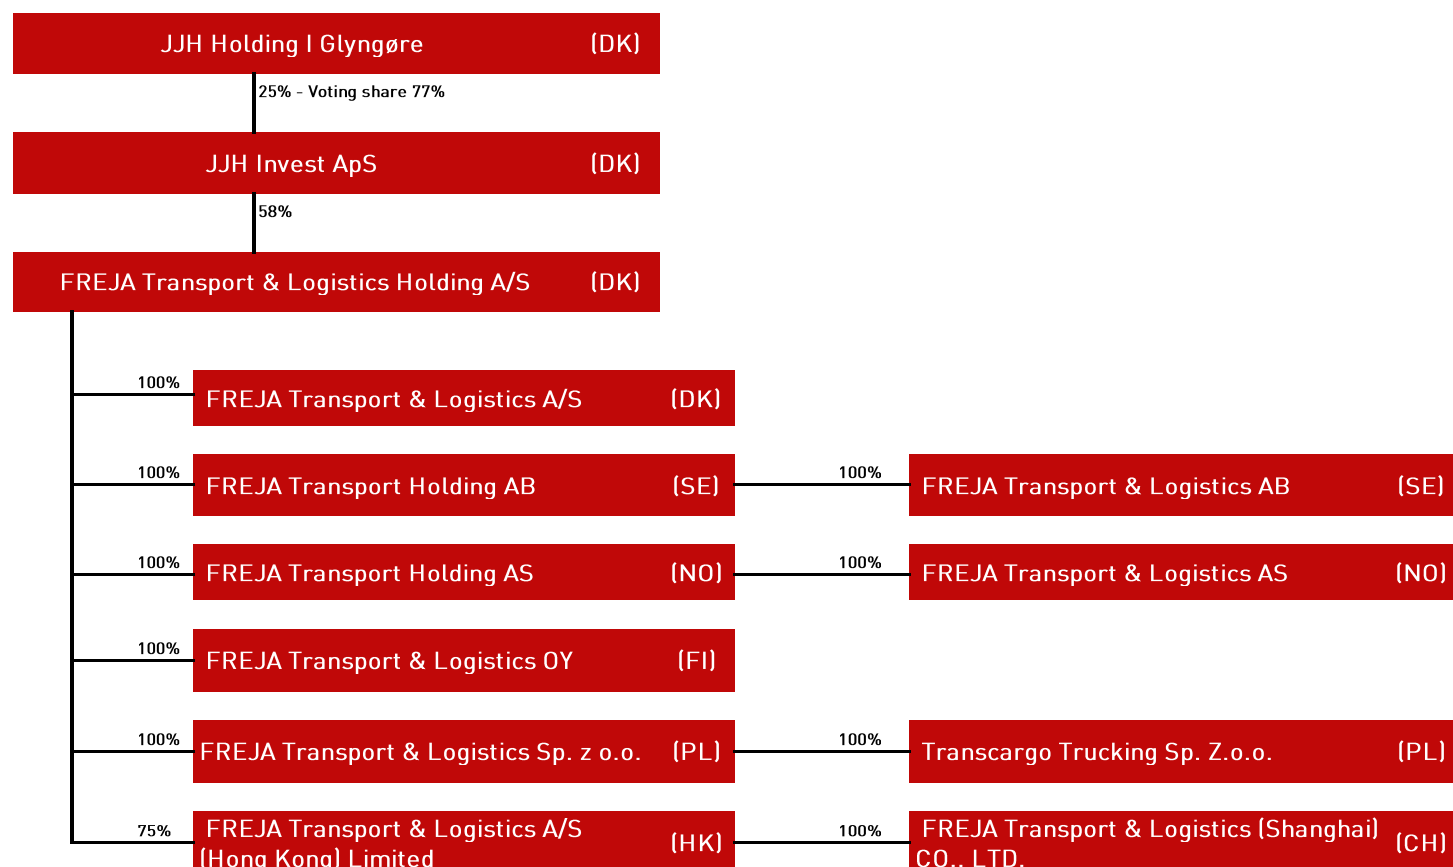 JJH Holding I Glyngøre (DK)
25% - Voting share 77%
JJH Invest ApS (DK)
58%
FREJA Transport & Logistics Holding A/S (DK)
100%
FREJA Transport & Logistics A/S (DK)
100%
FREJA Transport Holding AB (SE)
100%
FREJA Transport & Logistics AB (SE)
100%
FREJA Transport Holding AS (NO)
100%
FREJA Transport & Logistics AS (NO)
100%
FREJA Transport & Logistics OY (FI)
100%
FREJA Transport & Logistics Sp. z o.o. (PL)
100%
Transcargo Trucking Sp. Z.o.o. (PL)
75%
FREJA Transport & Logistics A/S
(Hong Kong) Limited
(HK)
100%
FREJA Transport & Logistics (Shanghai)
CO., LTD.
(CH)